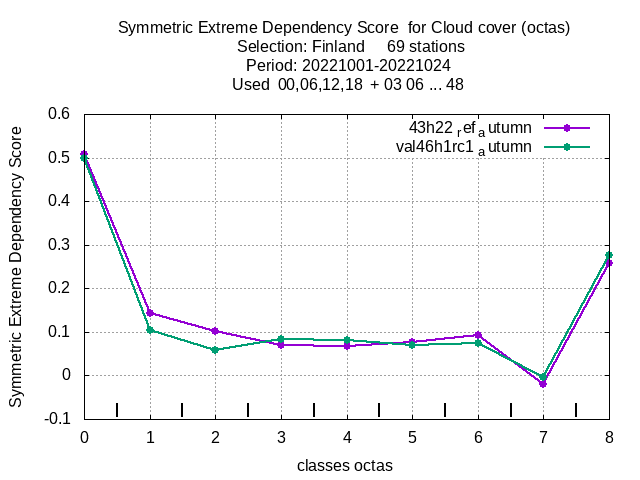 Symmetric Extreme Dependency Score  for Cloud cover (octas)
Selection: Finland     69 stations
Period: 20221001-20221024
Used  00,06,12,18  + 03 06 ... 48
43h22 ref autumn
val46h1rc1 autumn
Symmetric Extreme Dependency Score
0.6
0.5
0.4
0.3
0.2
0.1
0
-0.1
0 1 2 3 4 5 6 7 8
classes octas